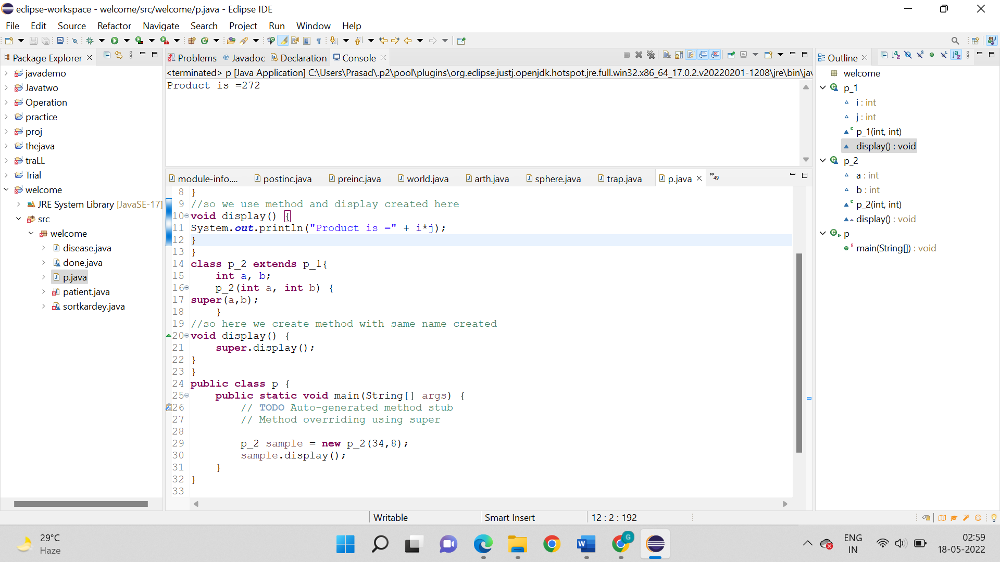 eclipse-workspace - welcome/src/welcome/p.java - Eclipse IDE
File Edit Source Refactor Navigate Search Project Run Window Help
Package Explorer
javademo
Javatwo
Operation
practice
proj
thejava
traLL
Trial
welcome
JRE System Library [JavaSE-17]
src
welcome
disease.java
done.java
p.java
patient.java
sortkardey.java
Problems @ Javadoc Declaration Console
<terminated> p [Java Application] C:\Users\Prasad\.p2\pool\plugins\org.eclipse.justj.openjdk.hotspot.jre.full.win32.x86_64_17.0.2.v20220201-1208\jre\bin\jav
Product is =272
module-info.... postinc.java preinc.java world.java arth.java sphere.java trap.java p.java »49
8 }
9 //so we use method and display created here
10 void display() {
11 System.out.println("Product is =" + i*j);
12 }
13 }
14 class p_2 extends p_1{
15 int a, b;
16 p_2(int a, int b) {
17 super(a,b);
18 }
19 //so here we create method with same name created
20 void display() {
21 super.display();
22 }
23 }
24 public class p {
25 public static void main(String[] args) {
26 // TODO Auto-generated method stub
27 // Method overriding using super
28
29 p_2 sample = new p_2(34,8);
30 sample.display();
31 }
32 }
33
Outline
welcome
p_1
i : int
j : int
p_1(int, int)
display() : void
p_2
a : int
b : int
p_2(int, int)
display() : void
p
main(String[]) : void
Writable Smart Insert 12 : 2 : 192
29°C
Haze
ENG
IN
02:59
18-05-2022